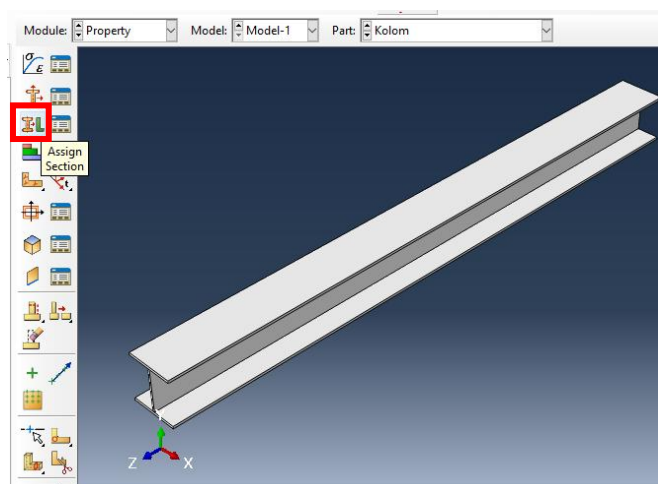 Module: Property Model: Model-1 Part: Kolom
σ
ε
Assign
Section
t
Z X